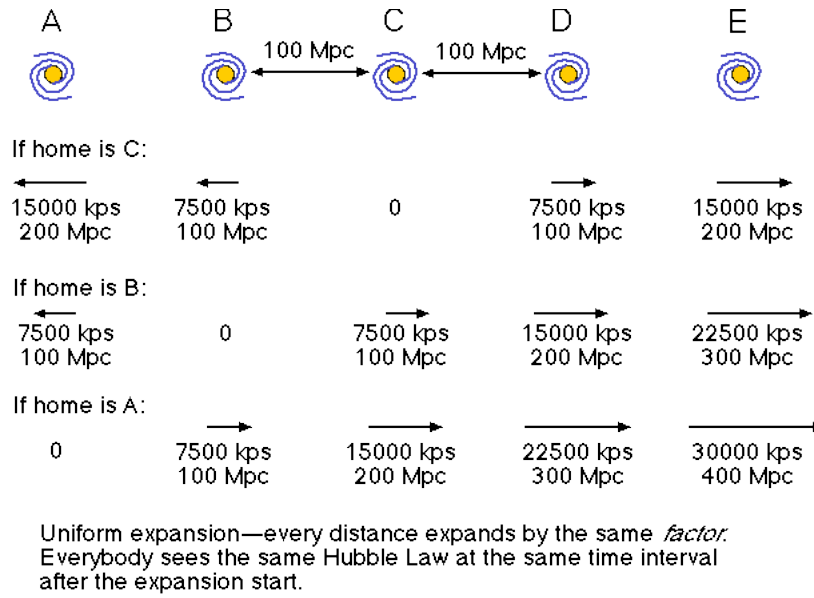 A B C D E
100 Mpc 100 Mpc
If home is C:
15000 kps 7500 kps 0 7500 kps 15000 kps
200 Mpc 100 Mpc 100 Mpc 200 Mpc
If home is B:
7500 kps 0 7500 kps 15000 kps 22500 kps
100 Mpc 100 Mpc 200 Mpc 300 Mpc
If home is A:
0 7500 kps 15000 kps 22500 kps 30000 kps
100 Mpc 200 Mpc 300 Mpc 400 Mpc
Uniform expansion—every distance expands by the same factor.
Everybody sees the same Hubble Law at the same time interval
after the expansion start.